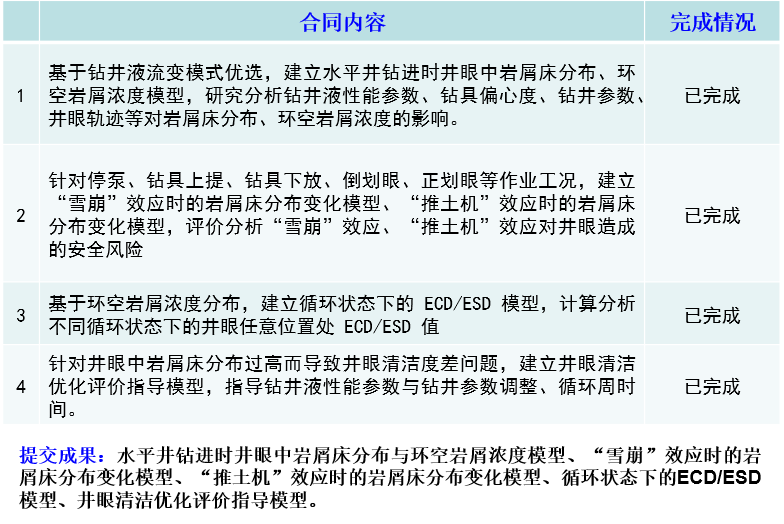 合同内容 完成情况
1 基于钻井液流变模式优选，建立水平井钻进时井眼中岩屑床分布、环
空岩屑浓度模型，研究分析钻井液性能参数、钻具偏心度、钻井参数、
井眼轨迹等对岩屑床分布、环空岩屑浓度的影响。 已完成
2 针对停泵、钻具上提、钻具下放、倒划眼、正划眼等作业工况，建立
“雪崩”效应时的岩屑床分布变化模型、“推土机”效应时的岩屑床
分布变化模型，评价分析“雪崩”效应、“推土机”效应对井眼造成
的安全风险 已完成
3 基于环空岩屑浓度分布，建立循环状态下的 ECD/ESD 模型，计算分析
不同循环状态下的井眼任意位置处 ECD/ESD 值 已完成
4 针对井眼中岩屑床分布过高而导致井眼清洁度差问题，建立井眼清洁
优化评价指导模型，指导钻井液性能参数与钻井参数调整、循环周时
间。 已完成
提交成果：水平井钻进时井眼中岩屑床分布与环空岩屑浓度模型、“雪崩”效应时的岩
屑床分布变化模型、“推土机”效应时的岩屑床分布变化模型、循环状态下的ECD/ESD
模型、井眼清洁优化评价指导模型。